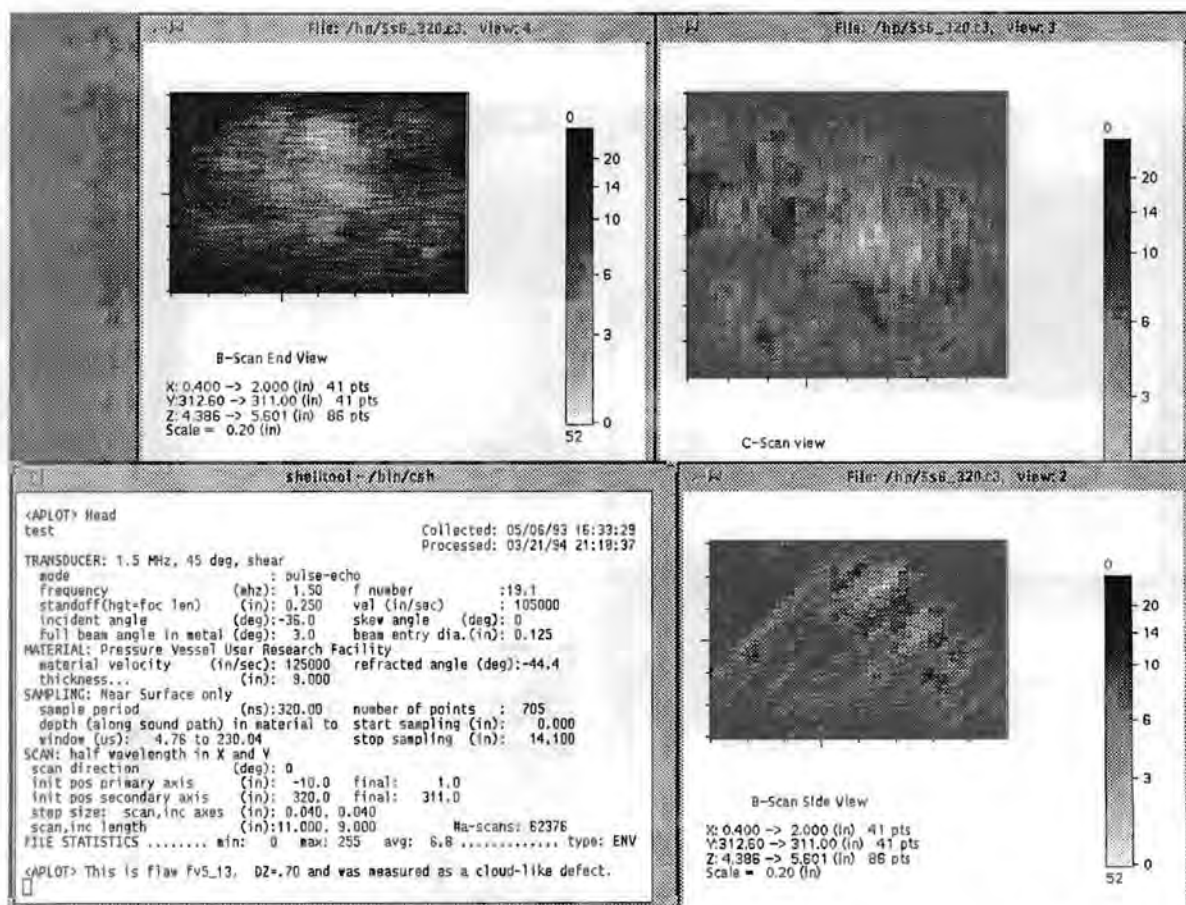 File: /hp/Ss6_320.c3, View: 4
0
20
14
10
6
3
0
52
B-Scan End View
X: 0.400 -> 2.000 (in) 41 pts
Y:312.60 -> 311.00 (in) 41 pts
Z: 4.386 -> 5.601 (in) 86 pts
Scale = 0.20 (in)
File: /hp/Ss6_320.c3, View: 3
0
20
14
10
6
3
C-Scan view
shelltool - /bin/csh
<APLOT> Head
test Collected: 05/06/93 16:33:29
Processed: 03/21/94 21:18:37
TRANSDUCER: 1.5 MHz, 45 deg, shear
mode : pulse-echo
frequency (mhz): 1.50 f number :19.1
standoff(hgt=foc len) (in): 0.250 vel (in/sec) : 105000
incident angle (deg):-36.0 skew angle (deg): 0
full beam angle in metal (deg): 3.0 beam entry dia.(in): 0.125
MATERIAL: Pressure Vessel User Research Facility
material velocity (in/sec): 125000 refracted angle (deg):-44.4
thickness... (in): 9.000
SAMPLING: Near Surface only
sample period (ns):320.00 number of points : 705
depth (along sound path) in material to start sampling (in): 0.000
window (us): 4.76 to 230.04 stop sampling (in): 14.100
SCAN: half wavelength in X and Y
scan direction (deg): 0
init pos primary axis (in): -10.0 final: 1.0
init pos secondary axis (in): 320.0 final: 311.0
step size: scan,inc axes (in): 0.040, 0.040
scan,inc length (in):11.000, 9.000 #a-scans: 62376
FILE STATISTICS ........ min: 0 max: 255 avg: 6.8 ............. type: ENV
<APLOT> This is flaw fv5_13, DZ=.70 and was measured as a cloud-like defect.
File: /hp/Ss6_320.c3, View: 2
0
20
14
10
6
3
0
52
B-Scan Side View
X: 0.400 -> 2.000 (in) 41 pts
Y:312.60 -> 311.00 (in) 41 pts
Z: 4.386 -> 5.601 (in) 86 pts
Scale = 0.20 (in)